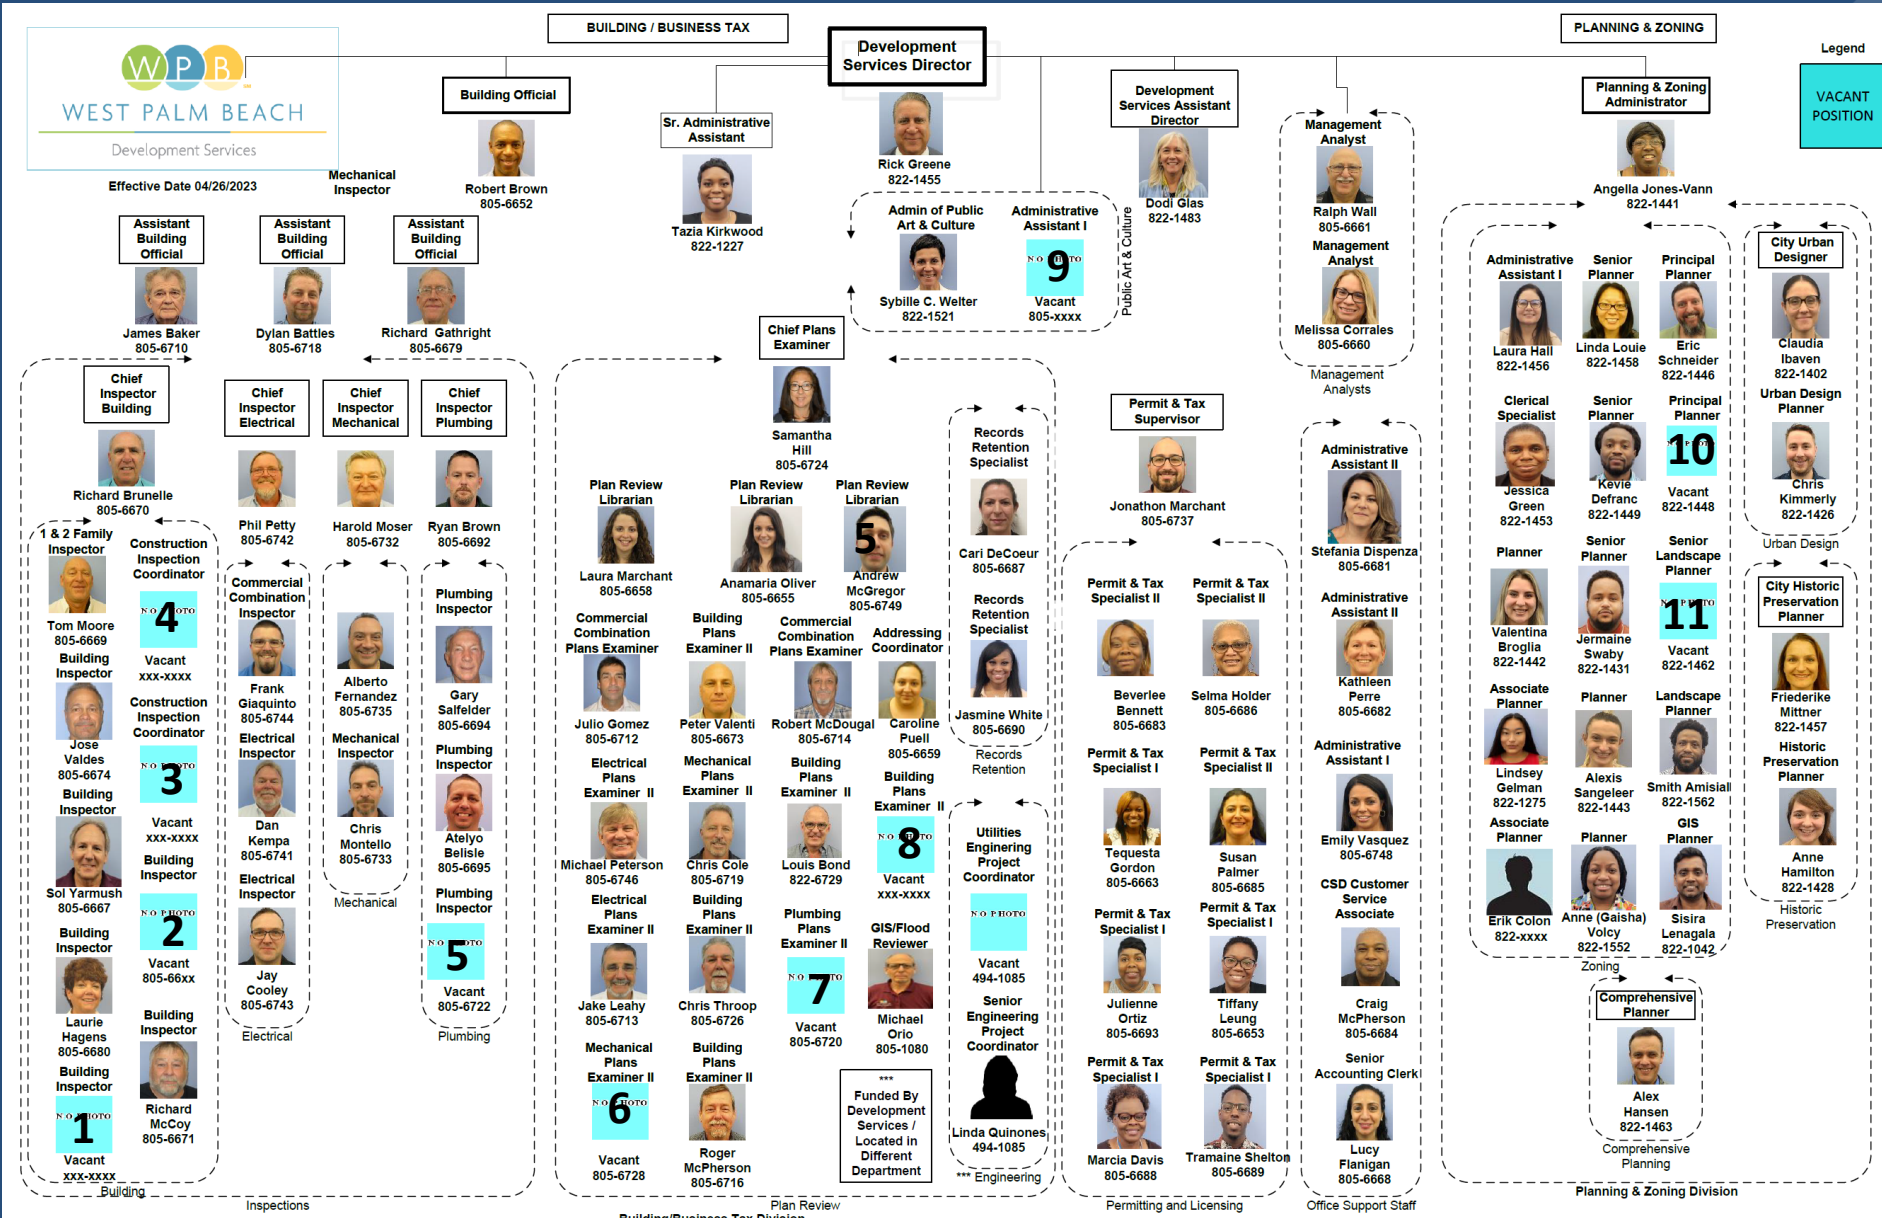 BUILDING / BUSINESS TAX
PLANNING & ZONING
Legend
VACANT
POSITION
WPB
WEST PALM BEACH
Development Services
Effective Date 04/26/2023
Development
Services Director
Rick Greene
822-1455
Building Official
Robert Brown
805-6652
Mechanical
Inspector
Sr. Administrative
Assistant
Tazia Kirkwood
822-1227
Development
Services Assistant
Director
Dodi Glas
822-1483
Management
Analyst
Ralph Wall
805-6661
Management
Analyst
Melissa Corrales
805-6660
Management
Analysts
Planning & Zoning
Administrator
Angella Jones-Vann
822-1441
Admin of Public
Art & Culture
Sybille C. Welter
822-1521
Administrative
Assistant I
NO PHOTO
9
Vacant
805-xxxx
Public Art & Culture
Assistant
Building
Official
James Baker
805-6710
Assistant
Building
Official
Dylan Battles
805-6718
Assistant
Building
Official
Richard Gathright
805-6679
Chief
Inspector
Building
Richard Brunelle
805-6670
Chief
Inspector
Electrical
Phil Petty
805-6742
Chief
Inspector
Mechanical
Harold Moser
805-6732
Chief
Inspector
Plumbing
Ryan Brown
805-6692
1 & 2 Family
Inspector
Tom Moore
805-6669
Building
Inspector
Jose
Valdes
805-6674
Building
Inspector
Sol Yarmush
805-6667
Building
Inspector
Laurie
Hagens
805-6680
Building
Inspector
NO PHOTO
1
Vacant
xxx-xxxx
Construction
Inspection
Coordinator
NO PHOTO
4
Vacant
xxx-xxxx
Construction
Inspection
Coordinator
NO PHOTO
3
Vacant
xxx-xxxx
Building
Inspector
NO PHOTO
2
Vacant
805-66xx
Building
Inspector
Richard
McCoy
805-6671
Building
Commercial
Combination
Inspector
Frank
Giaquinto
805-6744
Electrical
Inspector
Dan
Kempa
805-6741
Electrical
Inspector
Jay
Cooley
805-6743
Electrical
Alberto
Fernandez
805-6735
Mechanical
Inspector
Chris
Montello
805-6733
Mechanical
Plumbing
Inspector
Gary
Salfelder
805-6694
Plumbing
Inspector
Atelyo
Belisle
805-6695
Plumbing
Inspector
NO PHOTO
5
Vacant
805-6722
Plumbing
Inspections
Chief Plans
Examiner
Samantha
Hill
805-6724
Plan Review
Librarian
Laura Marchant
805-6658
Plan Review
Librarian
Anamaria Oliver
805-6655
Plan Review
Librarian
5
Andrew
McGregor
805-6749
Commercial
Combination
Plans Examiner
Julio Gomez
805-6712
Building
Plans
Examiner II
Peter Valenti
805-6673
Commercial
Combination
Plans Examiner
Robert McDougal
805-6714
Addressing
Coordinator
Caroline
Puell
805-6659
Electrical
Plans
Examiner II
Michael Peterson
805-6746
Mechanical
Plans
Examiner II
Chris Cole
805-6719
Building
Plans
Examiner II
Louis Bond
822-6729
Building
Plans
Examiner II
NO PHOTO
8
Vacant
xxx-xxxx
Electrical
Plans
Examiner II
Jake Leahy
805-6713
Building
Plans
Examiner II
Chris Throop
805-6726
Plumbing
Plans
Examiner II
NO PHOTO
7
Vacant
805-6720
GIS/Flood
Reviewer
Michael
Orio
805-1080
Mechanical
Plans
Examiner II
NO PHOTO
6
Vacant
805-6728
Building
Plans
Examiner II
Roger
McPherson
805-6716
***
Funded By
Development
Services /
Located in
Different
Department
Plan Review
Building/Business Tax Division
Records
Retention
Specialist
Cari DeCoeur
805-6687
Records
Retention
Specialist
Jasmine White
805-6690
Records
Retention
Utilities
Enginering
Project
Coordinator
NO PHOTO
Vacant
494-1085
Senior
Engineering
Project
Coordinator
Linda Quinones
494-1085
*** Engineering
Permit & Tax
Supervisor
Jonathon Marchant
805-6737
Permit & Tax
Specialist II
Beverlee
Bennett
805-6683
Permit & Tax
Specialist II
Selma Holder
805-6686
Permit & Tax
Specialist I
Tequesta
Gordon
805-6663
Permit & Tax
Specialist II
Susan
Palmer
805-6685
Permit & Tax
Specialist I
Julienne
Ortiz
805-6693
Permit & Tax
Specialist I
Tiffany
Leung
805-6653
Permit & Tax
Specialist I
Marcia Davis
805-6688
Permit & Tax
Specialist I
Tramaine Shelton
805-6689
Permitting and Licensing
Administrative
Assistant II
Stefania Dispenza
805-6681
Administrative
Assistant II
Kathleen
Perre
805-6682
Administrative
Assistant I
Emily Vasquez
805-6748
CSD Customer
Service
Associate
Craig
McPherson
805-6684
Senior
Accounting Clerk
Lucy
Flanigan
805-6668
Office Support Staff
Administrative
Assistant I
Laura Hall
822-1456
Senior
Planner
Linda Louie
822-1458
Principal
Planner
Eric
Schneider
822-1446
Clerical
Specialist
Jessica
Green
822-1453
Senior
Planner
Kevie
Defranc
822-1449
Principal
Planner
NO PHOTO
10
Vacant
822-1448
Planner
Valentina
Broglia
822-1442
Senior
Planner
Jermaine
Swaby
822-1431
Senior
Landscape
Planner
NO PHOTO
11
Vacant
822-1462
Associate
Planner
Lindsey
Gelman
822-1275
Planner
Alexis
Sangeleer
822-1443
Landscape
Planner
Smith Amisial
822-1562
Associate
Planner
Erik Colon
822-xxxx
Planner
Anne (Gaisha)
Volcy
822-1552
GIS
Planner
Sisira
Lenagala
822-1042
Zoning
City Urban
Designer
Claudia
Ibaven
822-1402
Urban Design
Planner
Chris
Kimmerly
822-1426
Urban Design
City Historic
Preservation
Planner
Friederike
Mittner
822-1457
Historic
Preservation
Planner
Anne
Hamilton
822-1428
Historic
Preservation
Comprehensive
Planner
Alex
Hansen
822-1463
Comprehensive
Planning
Planning & Zoning Division